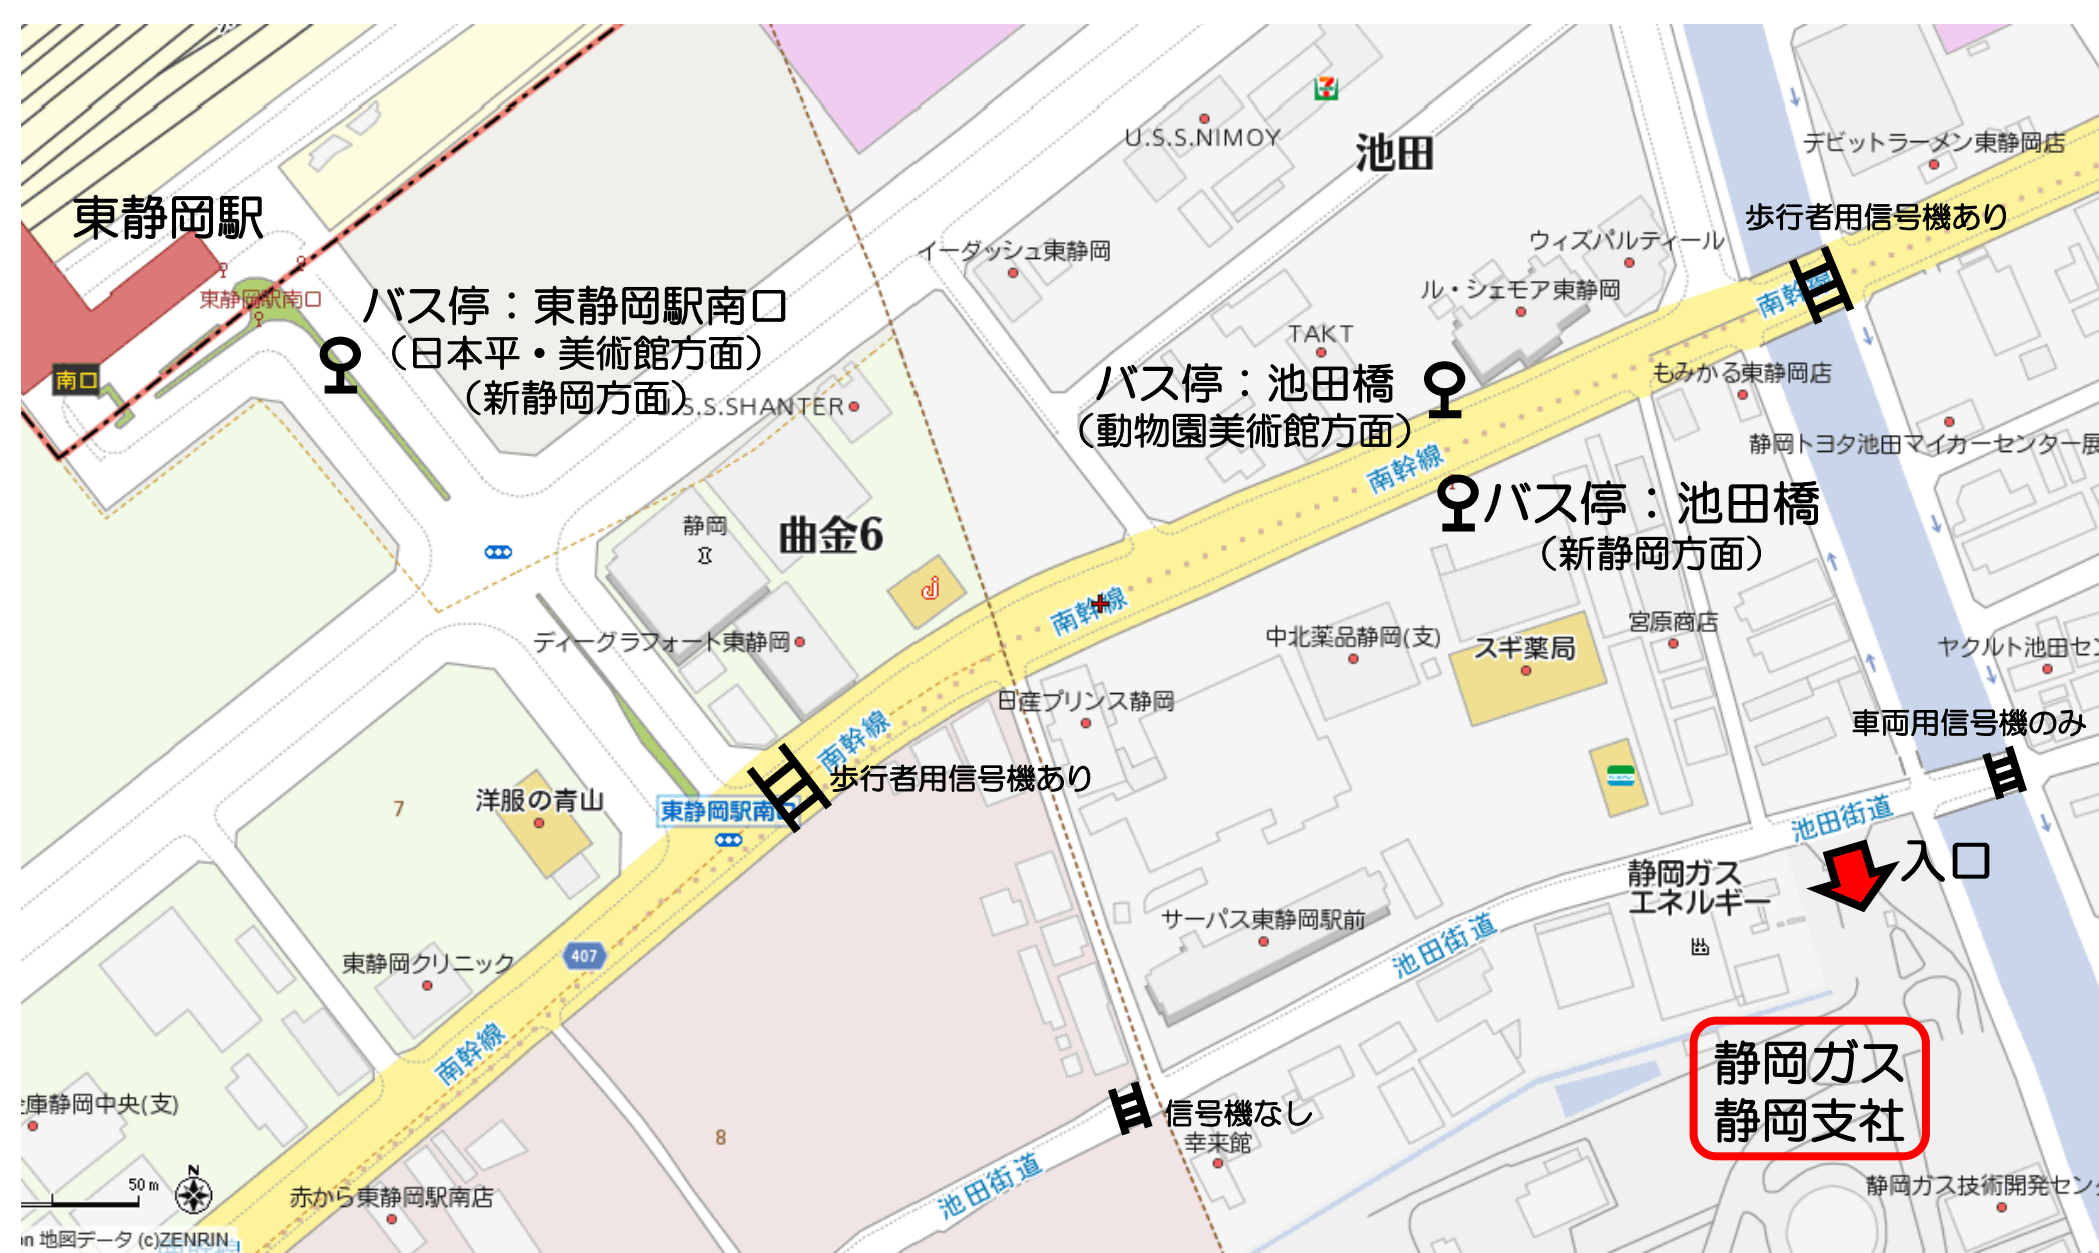 U.S.S.NIMOY
池田
デビットラーメン東静岡店
東静岡駅
歩行者用信号機あり
イーダッシュ東静岡
ウィズパルティール
東静岡駅南口
バス停：東静岡駅南口
（日本平・美術館方面）
（新静岡方面）
ル・シェモア東静岡
南幹線
TAKT
南口
バス停：池田橋
（動物園美術館方面）
もみかる東静岡店
U.S.S.SHANTER
静岡トヨタ池田マイカーセンター展
南幹線
バス停：池田橋
（新静岡方面）
静岡
曲金6
南幹線
ディーグラフォート東静岡
中北薬品静岡(支)
スギ薬局
宮原商店
ヤクルト池田セン
日産プリンス静岡
南幹線
車両用信号機のみ
歩行者用信号機あり
7
洋服の青山
東静岡駅南口
池田街道
入口
静岡ガス
エネルギー
サーパス東静岡駅前
池田街道
407
東静岡クリニック
南幹線
静岡ガス
静岡支社
庫静岡中央(支)
信号機なし
8
幸来館
池田街道
N
50 m
赤から東静岡駅南店
静岡ガス技術開発セン
n 地図データ (c)ZENRIN
南幹線